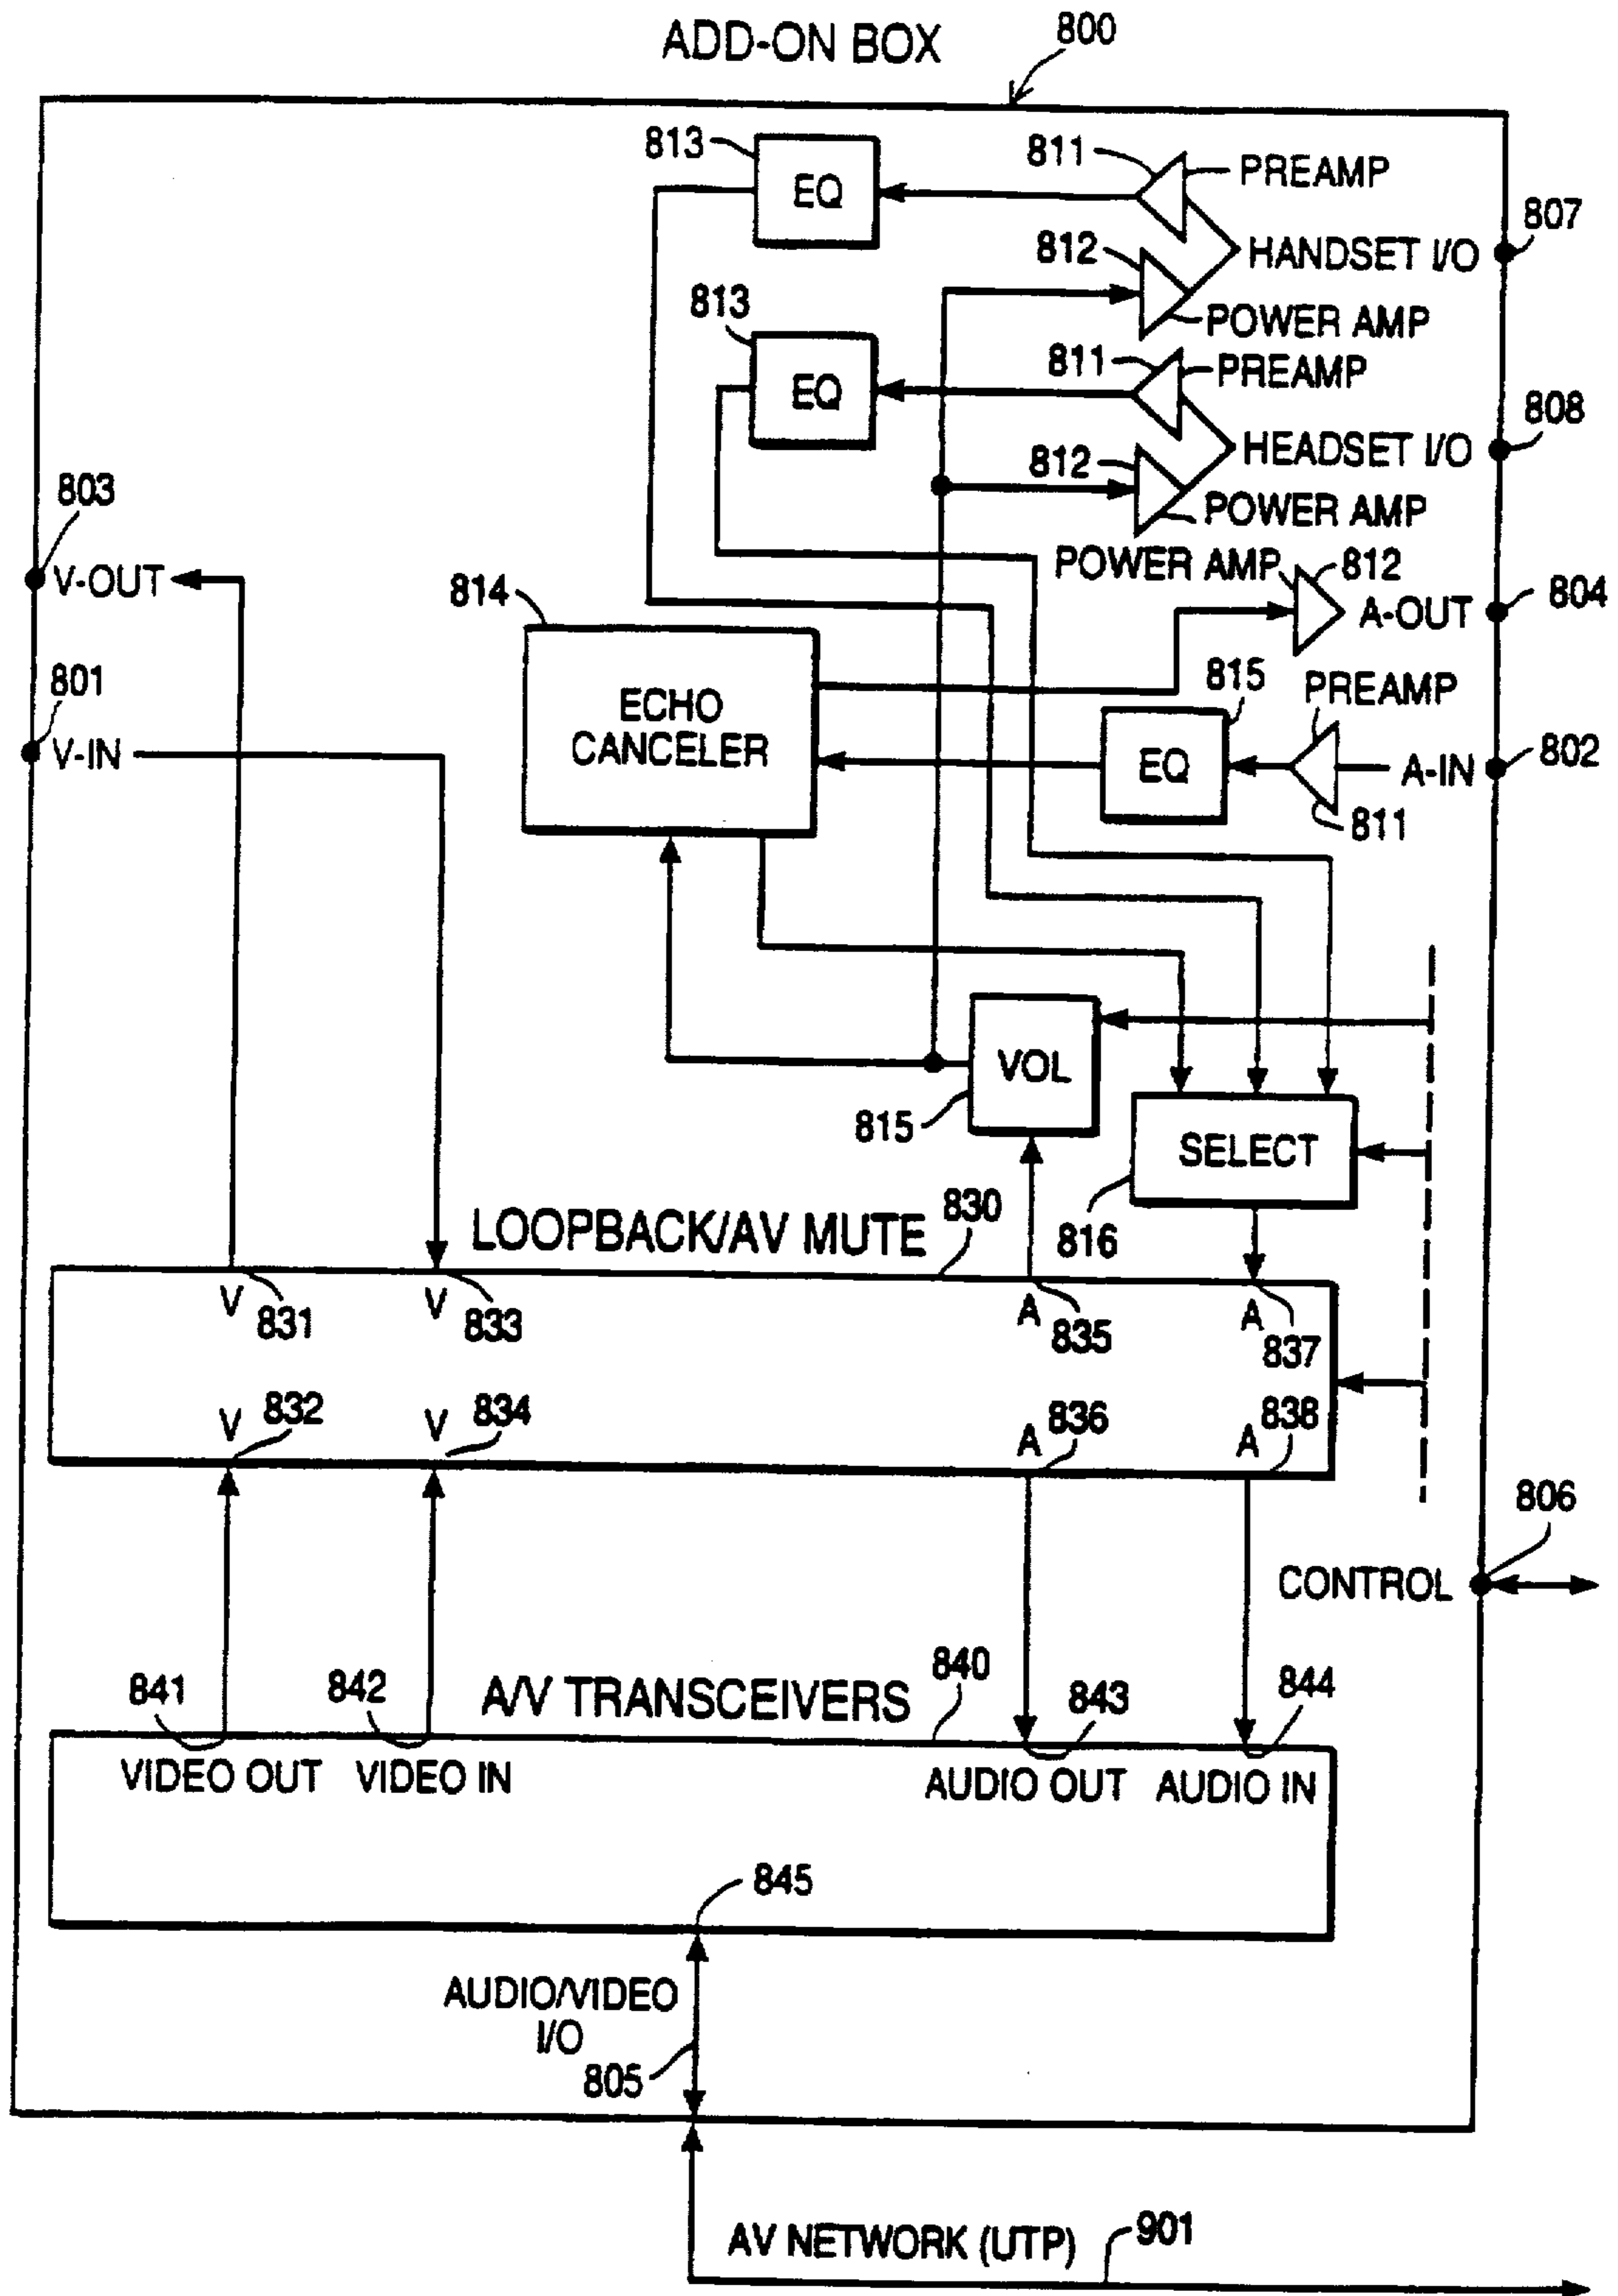 ADD-ON BOX
800
813
EQ
811
PREAMP
807
812
HANDSET I/O
POWER AMP
813
EQ
811
PREAMP
808
812
HEADSET I/O
POWER AMP
803
V-OUT
814
POWER AMP
812
A-OUT
804
801
V-IN
ECHO
CANCELER
815
EQ
PREAMP
A-IN
802
811
VOL
815
SELECT
816
LOOPBACK/AV MUTE
830
V
831
V
833
A
835
A
837
V
832
V
834
A
836
A
838
806
CONTROL
841
842
A/V TRANSCEIVERS
840
843
844
VIDEO OUT
VIDEO IN
AUDIO OUT
AUDIO IN
845
AUDIO/VIDEO
I/O
805
AV NETWORK (UTP)
901